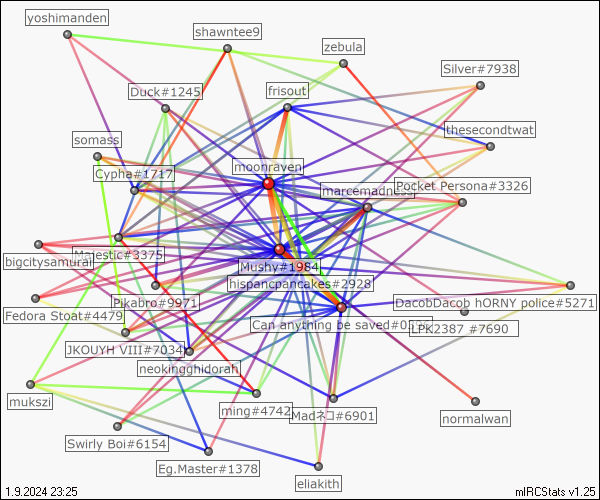 yoshimanden
shawntee9
zebula
Silver#7938
Duck#1245
frisout
thesecondtwat
somass
moonraven
Cypha#1717
marcemadness
Pocket Persona#3326
Majestic#3375
bigcitysamurai
Mushy#1984
hispancpancakes#2928
Pikabro#9971
DacobDacob hORNY police#5271
Fedora Stoat#4479
Can anything be saved#0
LPK2387 #7690
JKOUYH VIII#7034
neokingghidorah
mukszi
ming#4742
Madネコ#6901
normalwan
Swirly Boi#6154
Eg.Master#1378
eliakith
1.9.2024 23:25
mIRCStats v1.25